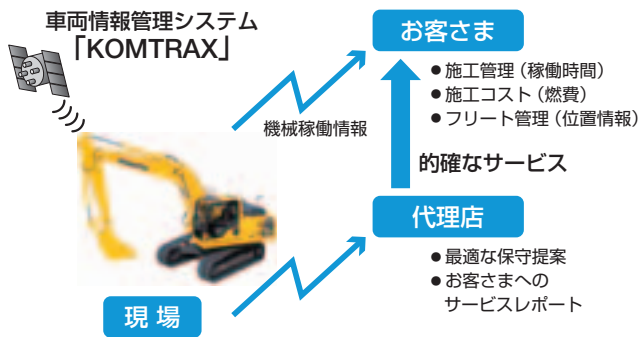 車両情報管理システム
「KOMTRAX」
お客さま
●施工管理（稼働時間）
●施工コスト（燃費）
●フリート管理（位置情報）
機械稼働情報
的確なサービス
代理店
●最適な保守提案
●お客さまへの
サービスレポート
現場